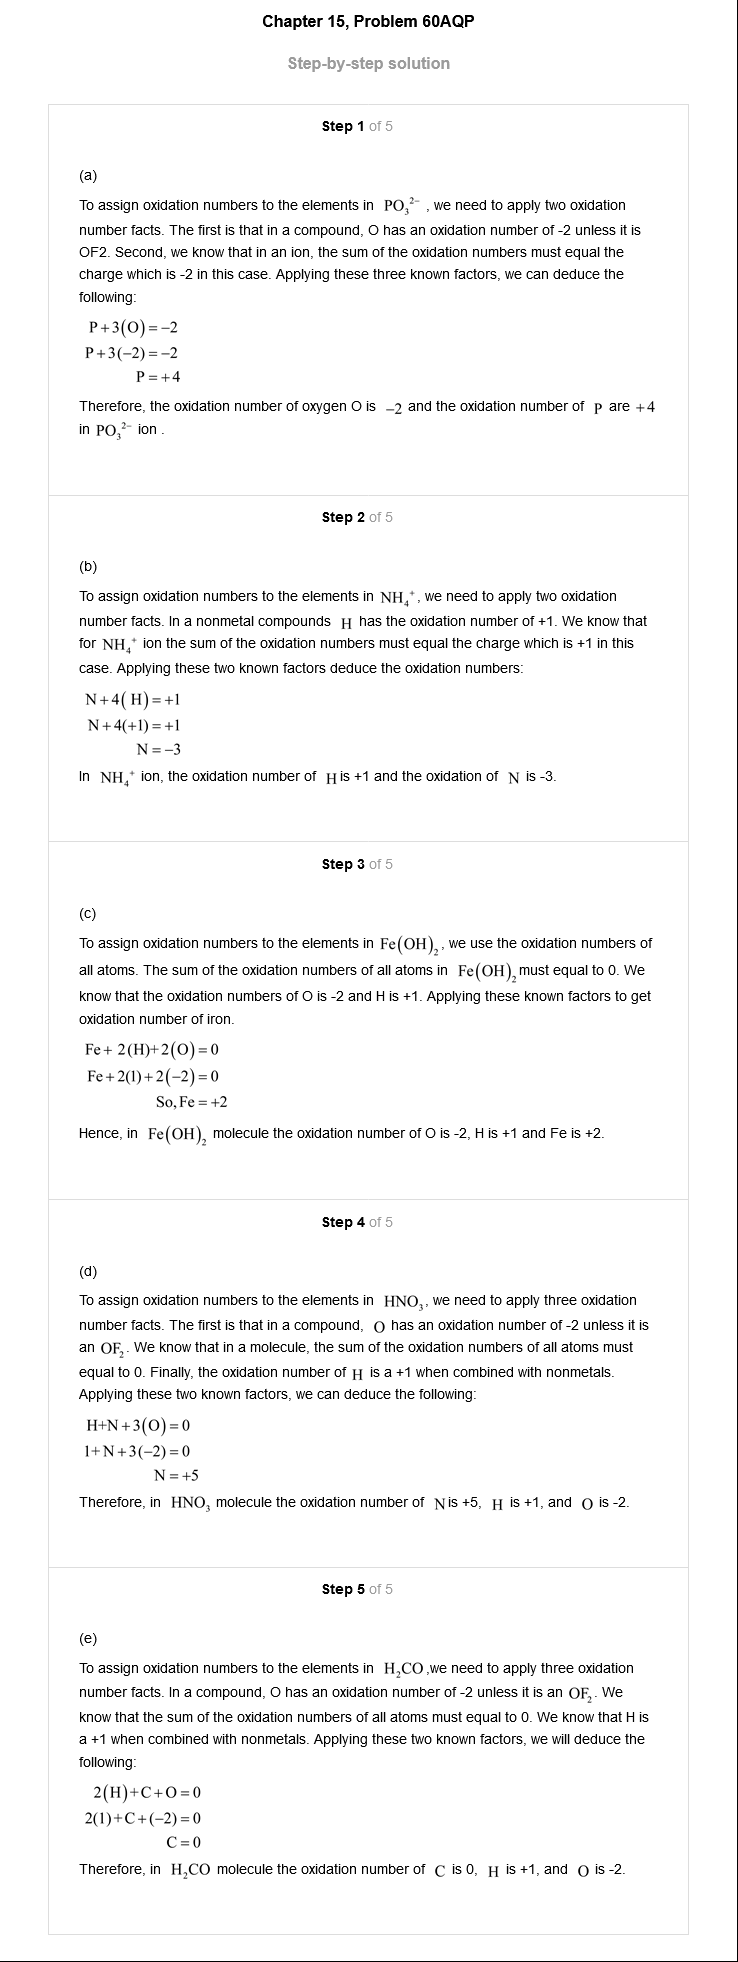 Chapter 15, Problem 60AQP
Step-by-step solution
Step 1 of 5
(a)
To assign oxidation numbers to the elements in PO₃²⁻ , we need to apply two oxidation
number facts. The first is that in a compound, O has an oxidation number of -2 unless it is
OF2. Second, we know that in an ion, the sum of the oxidation numbers must equal the
charge which is -2 in this case. Applying these three known factors, we can deduce the
following:
P+3(O)=−2
P+3(−2)=−2
P=+4
Therefore, the oxidation number of oxygen O is −2 and the oxidation number of P are +4
in PO₃²⁻ ion .
Step 2 of 5
(b)
To assign oxidation numbers to the elements in NH₄⁺, we need to apply two oxidation
number facts. In a nonmetal compounds H has the oxidation number of +1. We know that
for NH₄⁺ ion the sum of the oxidation numbers must equal the charge which is +1 in this
case. Applying these two known factors deduce the oxidation numbers:
N+4( H)=+1
N+4(+1)=+1
N=−3
In NH₄⁺ ion, the oxidation number of H is +1 and the oxidation of N is -3.
Step 3 of 5
(c)
To assign oxidation numbers to the elements in Fe(OH)₂, we use the oxidation numbers of
all atoms. The sum of the oxidation numbers of all atoms in Fe(OH)₂ must equal to 0. We
know that the oxidation numbers of O is -2 and H is +1. Applying these known factors to get
oxidation number of iron.
Fe+ 2(H)+2(O)=0
Fe+2(1)+2(−2)=0
So,Fe=+2
Hence, in Fe(OH)₂ molecule the oxidation number of O is -2, H is +1 and Fe is +2.
Step 4 of 5
(d)
To assign oxidation numbers to the elements in HNO₃, we need to apply three oxidation
number facts. The first is that in a compound, O has an oxidation number of -2 unless it is
an OF₂. We know that in a molecule, the sum of the oxidation numbers of all atoms must
equal to 0. Finally, the oxidation number of H is a +1 when combined with nonmetals.
Applying these two known factors, we can deduce the following:
H+N+3(O)=0
1+N+3(−2)=0
N=+5
Therefore, in HNO₃ molecule the oxidation number of N is +5, H is +1, and O is -2.
Step 5 of 5
(e)
To assign oxidation numbers to the elements in H₂CO ,we need to apply three oxidation
number facts. In a compound, O has an oxidation number of -2 unless it is an OF₂. We
know that the sum of the oxidation numbers of all atoms must equal to 0. We know that H is
a +1 when combined with nonmetals. Applying these two known factors, we will deduce the
following:
2(H)+C+O=0
2(1)+C+(−2)=0
C=0
Therefore, in H₂CO molecule the oxidation number of C is 0, H is +1, and O is -2.